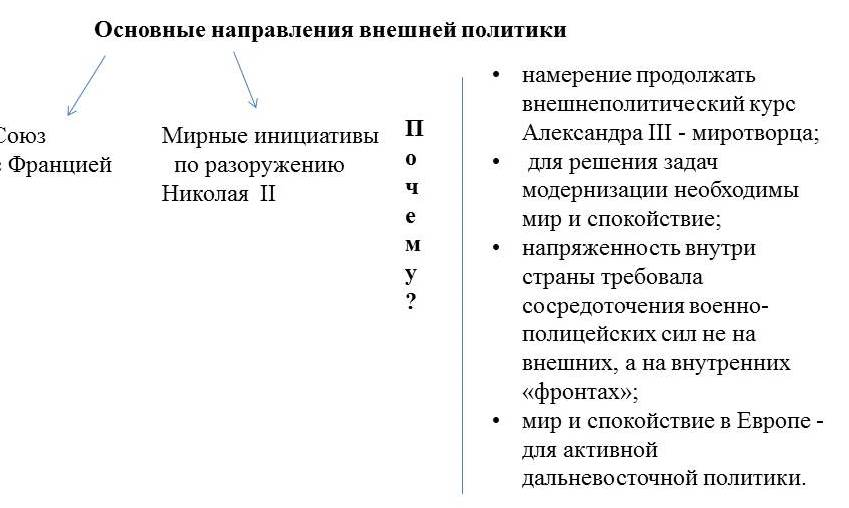 Основные направления внешней политики
Союз
с Францией
Мирные инициативы
по разоружению
Николая II
П
о
ч
е
м
у
?
• намерение продолжать
внешнеполитический курс
Александра III - миротворца;
• для решения задач
модернизации необходимы
мир и спокойствие;
• напряженность внутри
страны требовала
сосредоточения военно-
полицейских сил не на
внешних, а на внутренних
«фронтах»;
• мир и спокойствие в Европе -
для активной
дальневосточной политики.